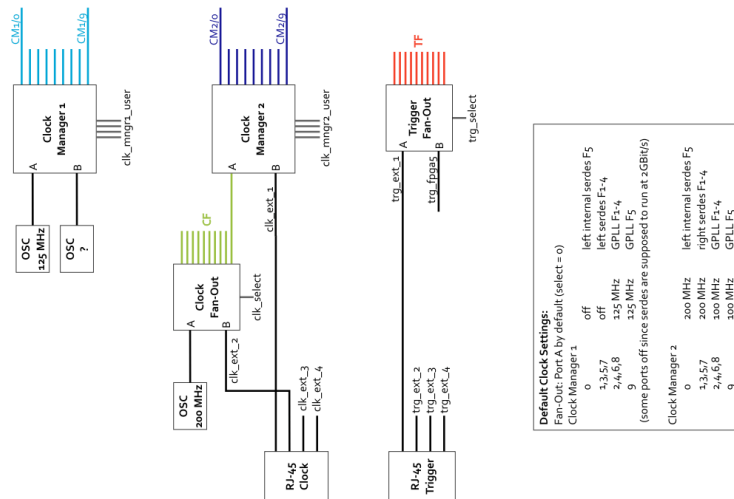 CM1/0
CM1/9
Clock
Manager 1
A
B
clk_mngr1_user
OSC
125 MHz
OSC
?
CM2/0
CM2/9
Clock
Manager 2
A
B
clk_mngr2_user
CF
clk_ext_1
Clock
Fan-Out
A
B
clk_select
clk_ext_2
OSC
200 MHz
clk_ext_3
clk_ext_4
RJ-45
Clock
TF
Trigger
Fan-Out
A
B
trg_select
trg_ext_1
trg_fpga5
trg_ext_2
trg_ext_3
trg_ext_4
RJ-45
Trigger
Default Clock Settings:
Fan-Out: Port A by default (select = 0)
Clock Manager 1
0 off left internal serdes F5
1,3,5,7 off left serdes F1-4
2,4,6,8 125 MHz GPLL F1-4
9 125 MHz GPLL F5
(some ports off since serdes are supposed to run at 2GBit/s)
Clock Manager 2
0 200 MHz left internal serdes F5
1,3,5,7 200 MHz right serdes F1-4
2,4,6,8 100 MHz GPLL F1-4
9 100 MHz GPLL F5